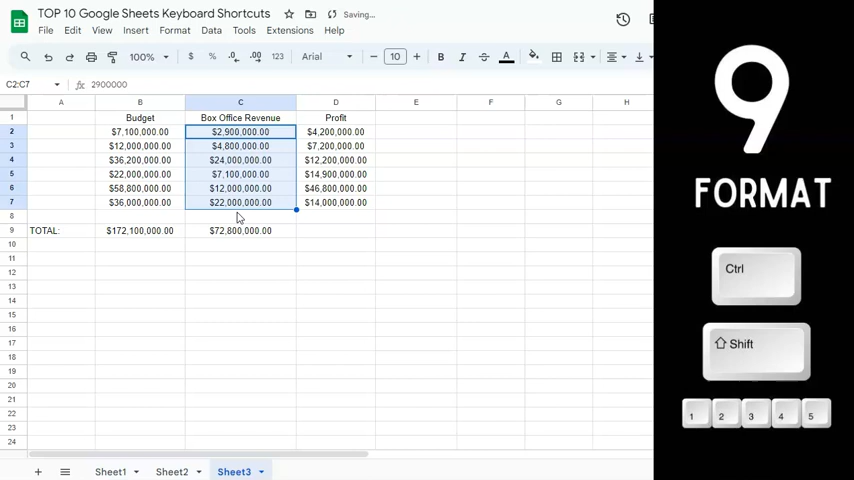 TOP 10 Google Sheets Keyboard Shortcuts
Saving...
File Edit View Insert Format Data Tools Extensions Help
100% $ % .0 .00 123 Arial 10 B I S A
C2:C7 fx 2900000
A B C D E F G H
1 Budget Box Office Revenue Profit
2 $7,100,000.00 $2,900,000.00 $4,200,000.00
3 $12,000,000.00 $4,800,000.00 $7,200,000.00
4 $36,200,000.00 $24,000,000.00 $12,200,000.00
5 $22,000,000.00 $7,100,000.00 $14,900,000.00
6 $58,800,000.00 $12,000,000.00 $46,800,000.00
7 $36,000,000.00 $22,000,000.00 $14,000,000.00
8
9 TOTAL: $172,100,000.00 $72,800,000.00
10
11
12
13
14
15
16
17
18
19
20
21
22
23
24
Sheet1 Sheet2 Sheet3
9
FORMAT
Ctrl
Shift
1 2 3 4 5